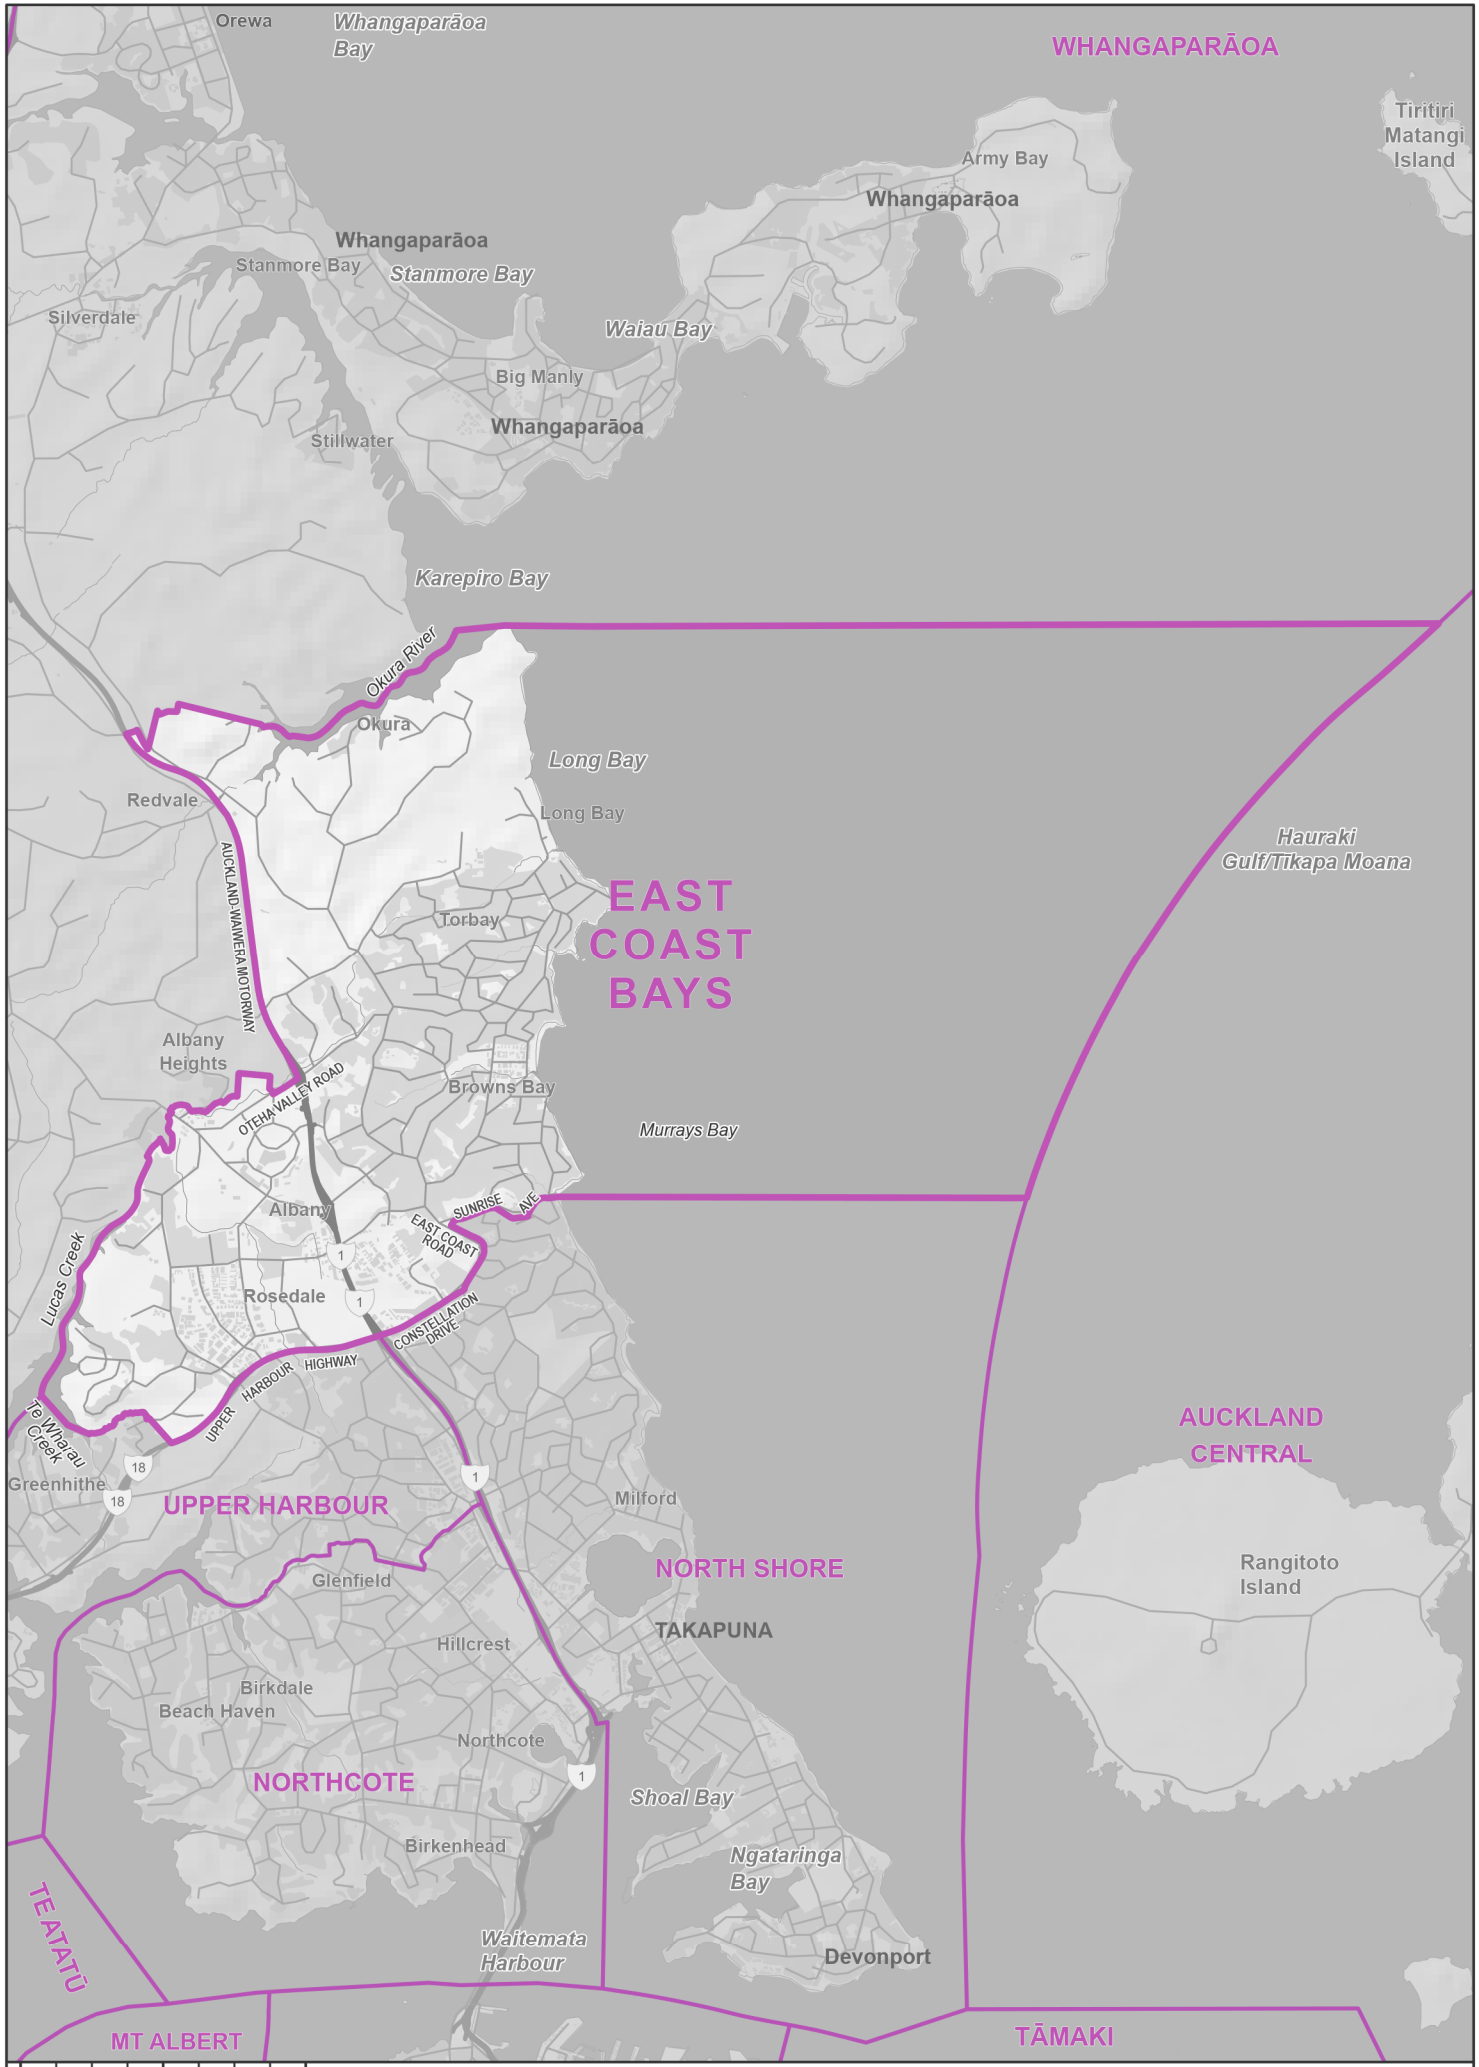 Orewa
Whangaparāoa
Bay
WHANGAPARĀOA
Tiritiri
Matangi
Island
Army Bay
Whangaparāoa
Whangaparāoa
Stanmore Bay
Stanmore Bay
Silverdale
Waiau Bay
Big Manly
Whangaparāoa
Stillwater
Karepiro Bay
Okura River
Okura
Long Bay
Redvale
Long Bay
Hauraki
Gulf/Tīkapa Moana
AUCKLAND-WAIWERA MOTORWAY
EAST
COAST
BAYS
Torbay
Albany
Heights
OTEHA VALLEY ROAD
Browns Bay
Murrays Bay
SUNRISE AVE
Albany
EAST COAST
ROAD
1
Lucas Creek
Rosedale
1
CONSTELLATION
DRIVE
UPPER HARBOUR HIGHWAY
Te Wharau
Creek
AUCKLAND
CENTRAL
18
1
Greenhithe
18
UPPER HARBOUR
Milford
Rangitoto
Island
NORTH SHORE
Glenfield
TAKAPUNA
Hillcrest
Birkdale
Beach Haven
Northcote
NORTHCOTE
1
Shoal Bay
Birkenhead
Ngataringa
Bay
TE ATATŪ
Waitemata
Harbour
Devonport
MT ALBERT
TĀMAKI